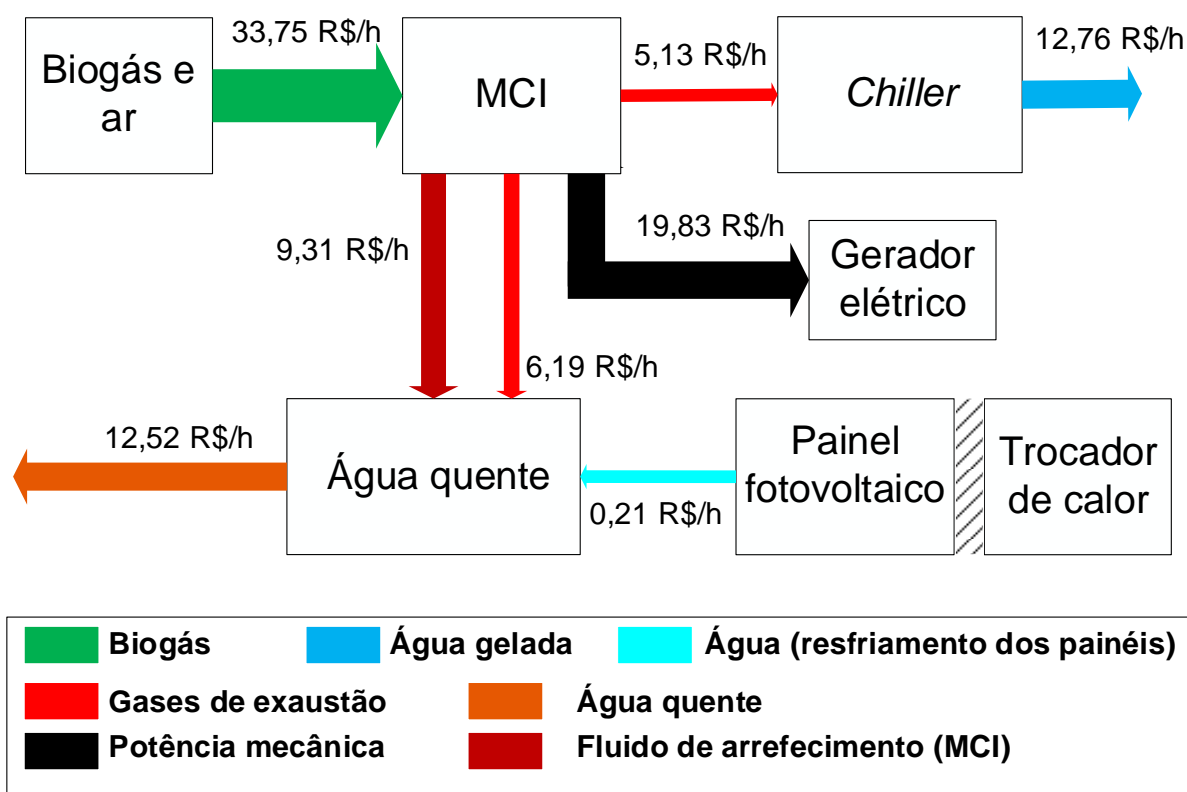 33,75 R$/h
5,13 R$/h
12,76 R$/h
Biogás e
ar
MCI
Chiller
9,31 R$/h
19,83 R$/h
Gerador
elétrico
6,19 R$/h
12,52 R$/h
Água quente
0,21 R$/h
Painel
fotovoltaico
Trocador
de calor
Biogás
Água gelada
Água (resfriamento dos painéis)
Gases de exaustão
Água quente
Potência mecânica
Fluido de arrefecimento (MCI)